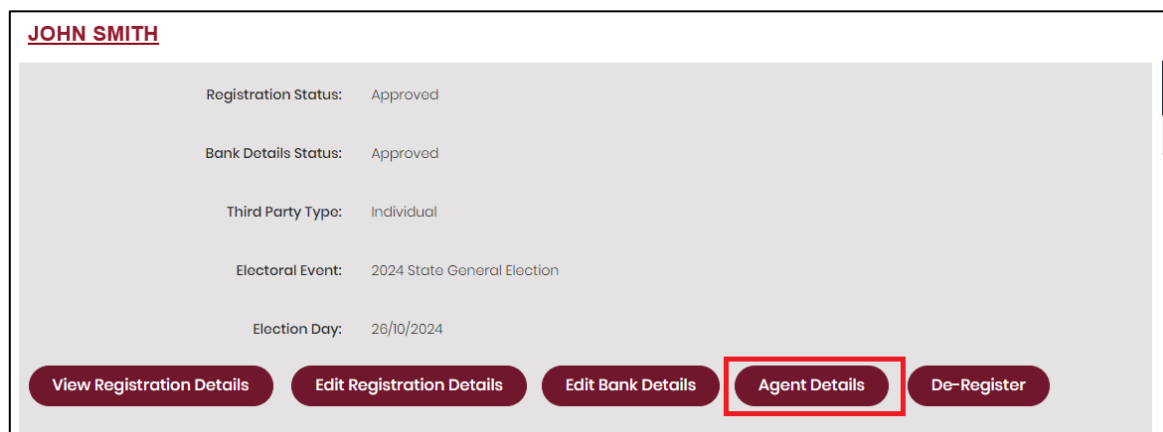 JOHN SMITH
Registration Status: Approved
Bank Details Status: Approved
Third Party Type: Individual
Electoral Event: 2024 State General Election
Election Day: 26/10/2024
View Registration Details Edit Registration Details Edit Bank Details Agent Details De-Register